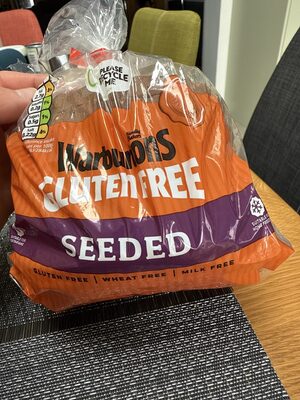 PLEASE
RECYCLE
ME
Warburtons
GLUTEN FREE
SEEDED
GLUTEN FREE | WHEAT FREE | MILK FREE